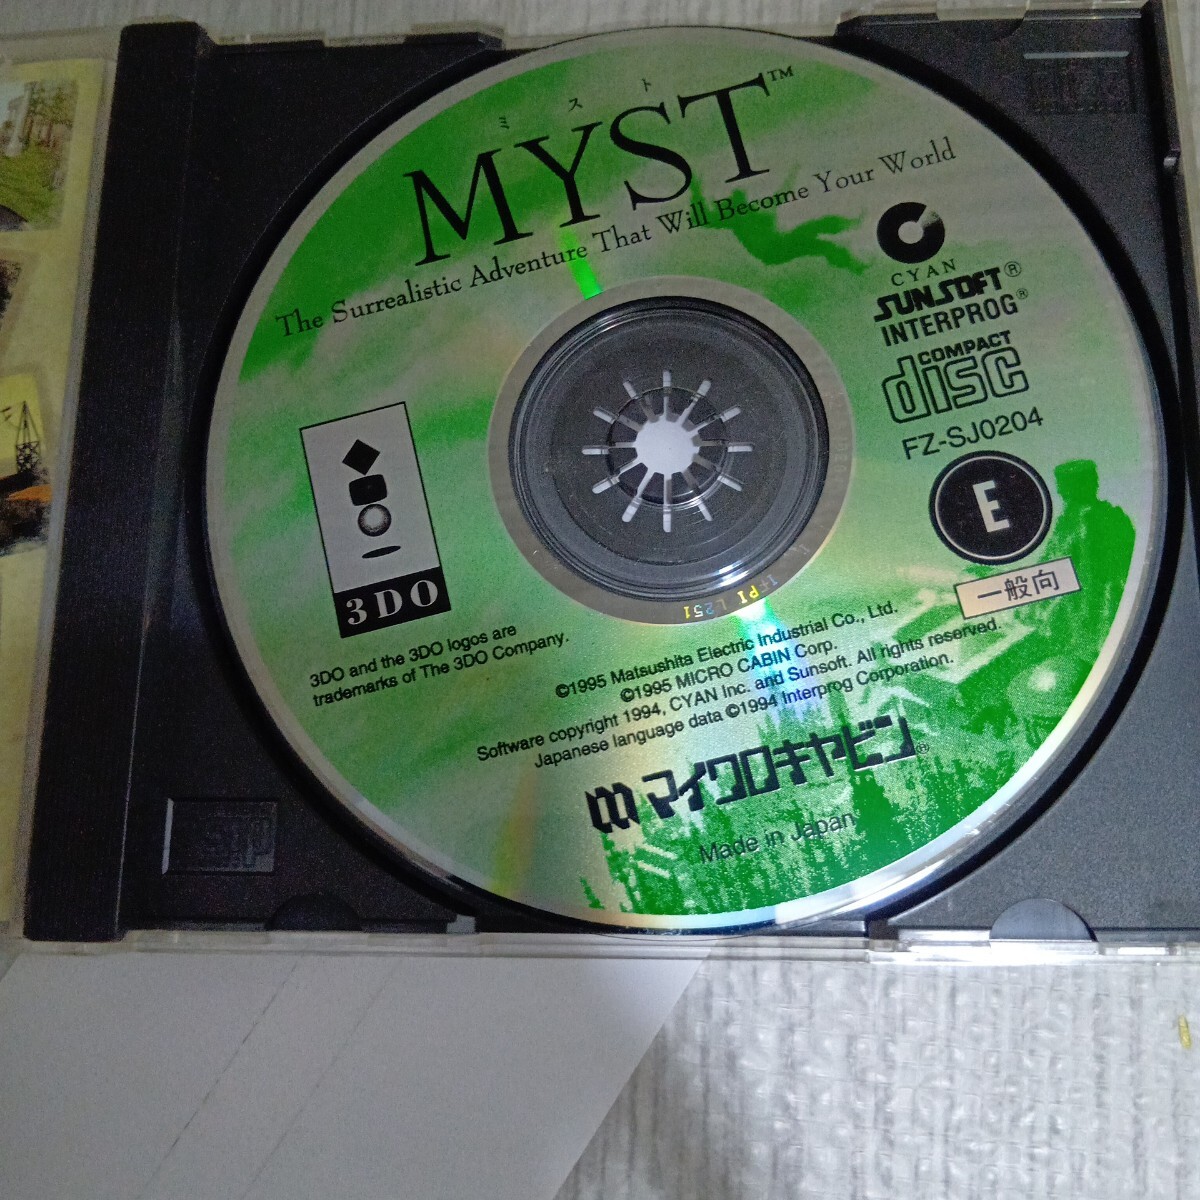 ミスト
MYST™
The Surrealistic Adventure That Will Become Your World
CYAN
SUNSOFT®
INTERPROG®
COMPACT
disc
FZ-SJ0204
E
一般向
3DO
3DO and the 3DO logos are
trademarks of The 3DO Company.
IFPI L251
©1995 Matsushita Electric Industrial Co., Ltd.
©1995 MICRO CABIN Corp.
Software copyright 1994, CYAN Inc. and Sunsoft. All rights reserved.
Japanese language data ©1994 Interprog Corporation.
マイクロキャビン®
Made in Japan